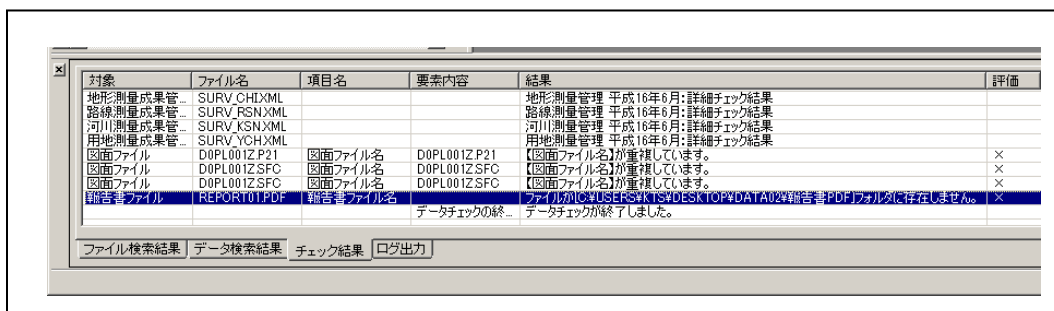 対象 ファイル名 項目名 要素内容 結果 評価
地形測量成果管... SURV_CHI.XML 地形測量管理 平成16年6月:詳細チェック結果
路線測量成果管... SURV_RSN.XML 路線測量管理 平成16年6月:詳細チェック結果
河川測量成果管... SURV_KSN.XML 河川測量管理 平成16年6月:詳細チェック結果
用地測量成果管... SURV_YCH.XML 用地測量管理 平成16年6月:詳細チェック結果
図面ファイル D0PL001Z.P21 図面ファイル名 D0PL001Z.P21 【図面ファイル名】が重複しています。 ×
図面ファイル D0PL001Z.SFC 図面ファイル名 D0PL001Z.SFC 【図面ファイル名】が重複しています。 ×
図面ファイル D0PL001Z.SFC 図面ファイル名 D0PL001Z.SFC 【図面ファイル名】が重複しています。 ×
報告書ファイル REPORT01.PDF 報告書ファイル名 ファイルが[C:¥USERS¥KTS¥DESKTOP¥DATA02¥報告書PDF]フォルダに存在しません。 ×
データチェックの終... データチェックが終了しました。
ファイル検索結果 データ検索結果 チェック結果 ログ出力